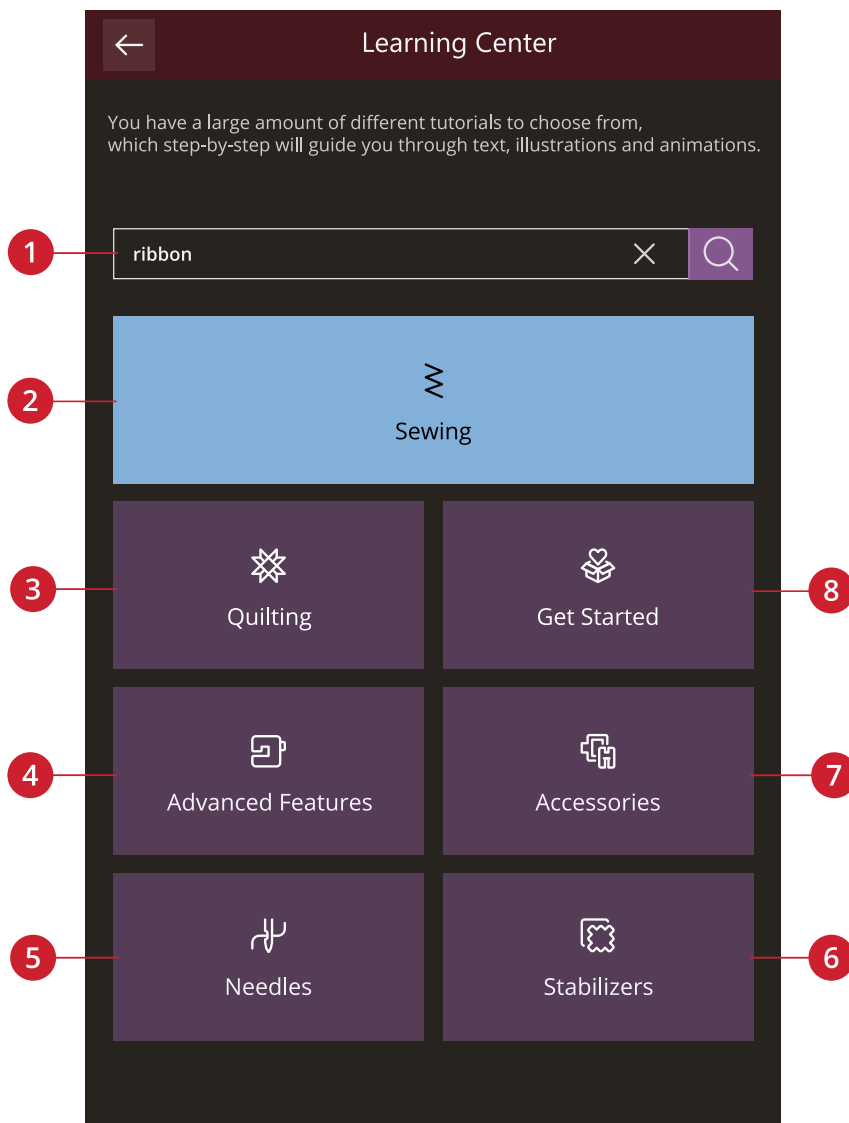 Learning Center
You have a large amount of different tutorials to choose from,
which step-by-step will guide you through text, illustrations and animations.
1
ribbon
2
Sewing
3
Quilting
Get Started
8
4
Advanced Features
Accessories
7
5
Needles
Stabilizers
6